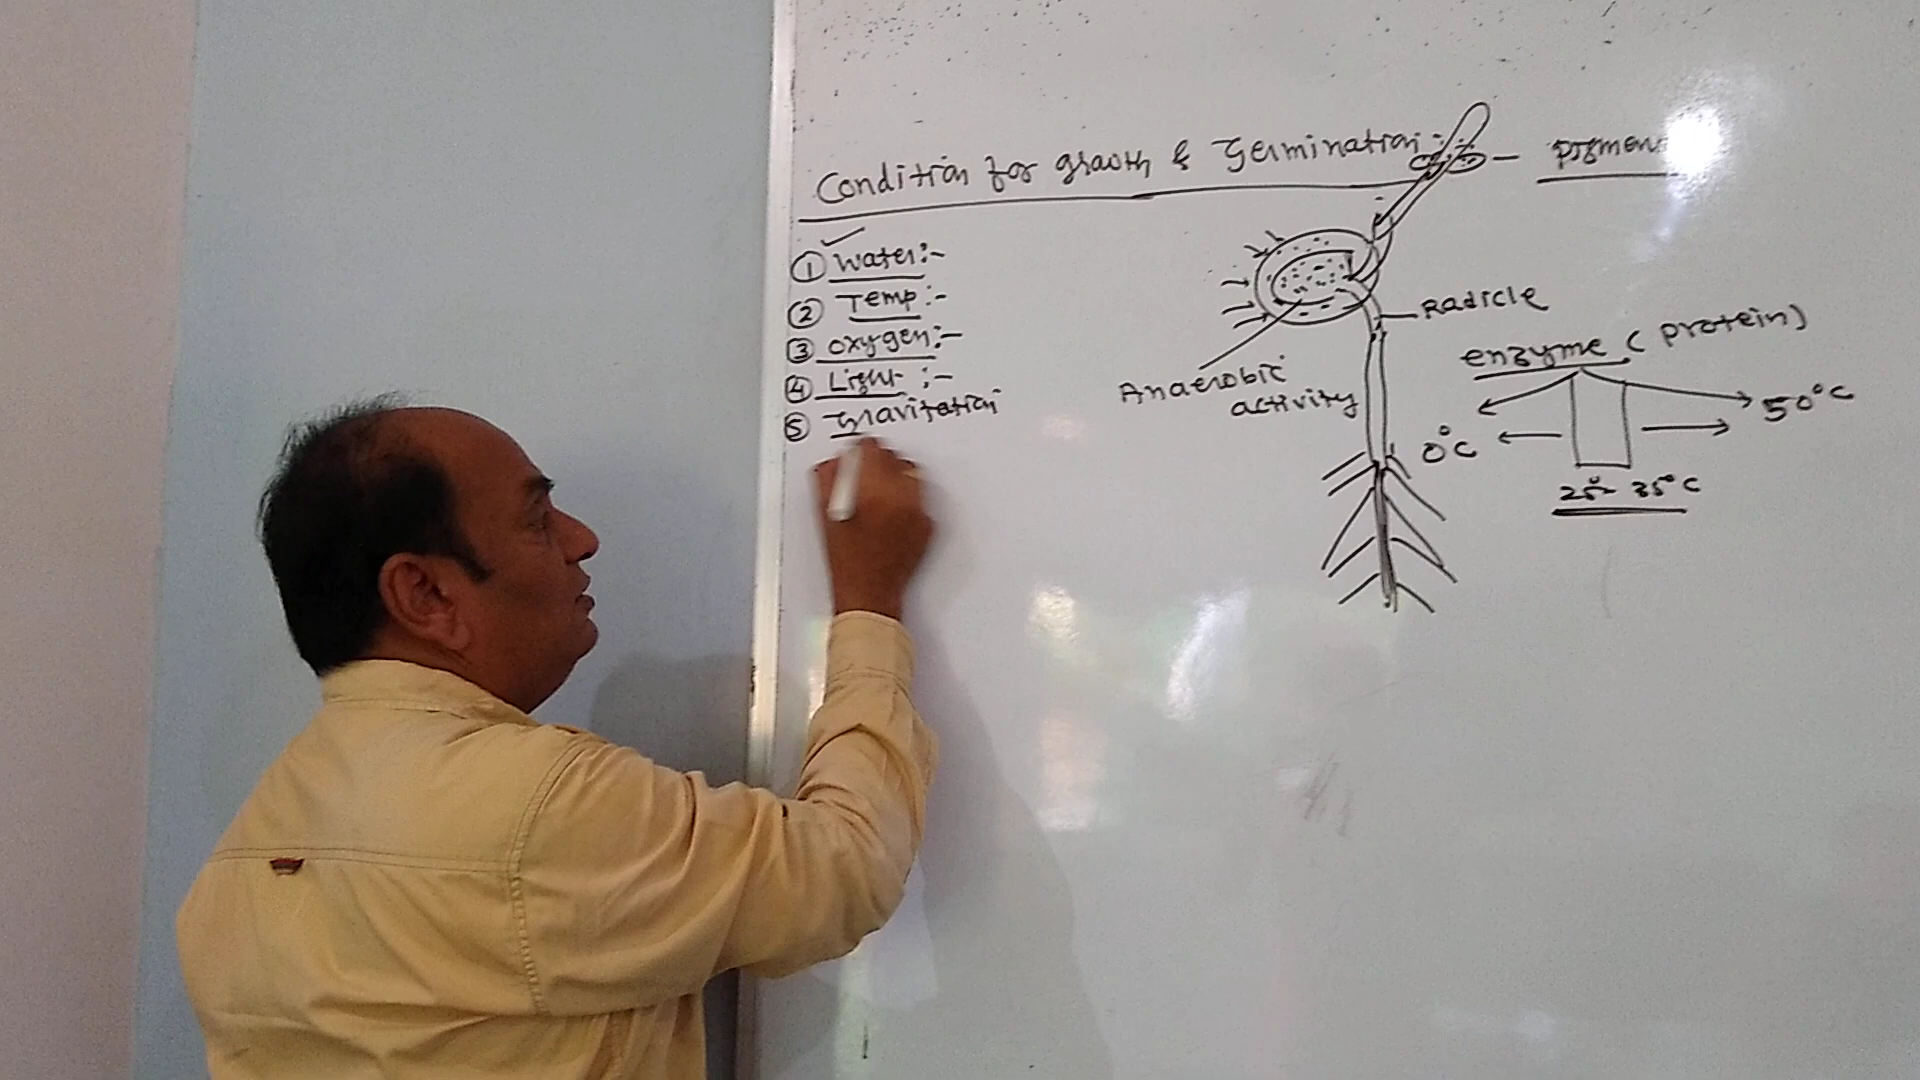 Condition for growth & Germination:- — Pigmen
① Water:-
② Temp:-
③ oxygen:-
④ Light:-
⑤ Gravitation
Radicle
Anaerobic
activity
enzyme (protein)
0°C
50°C
25°- 35°C